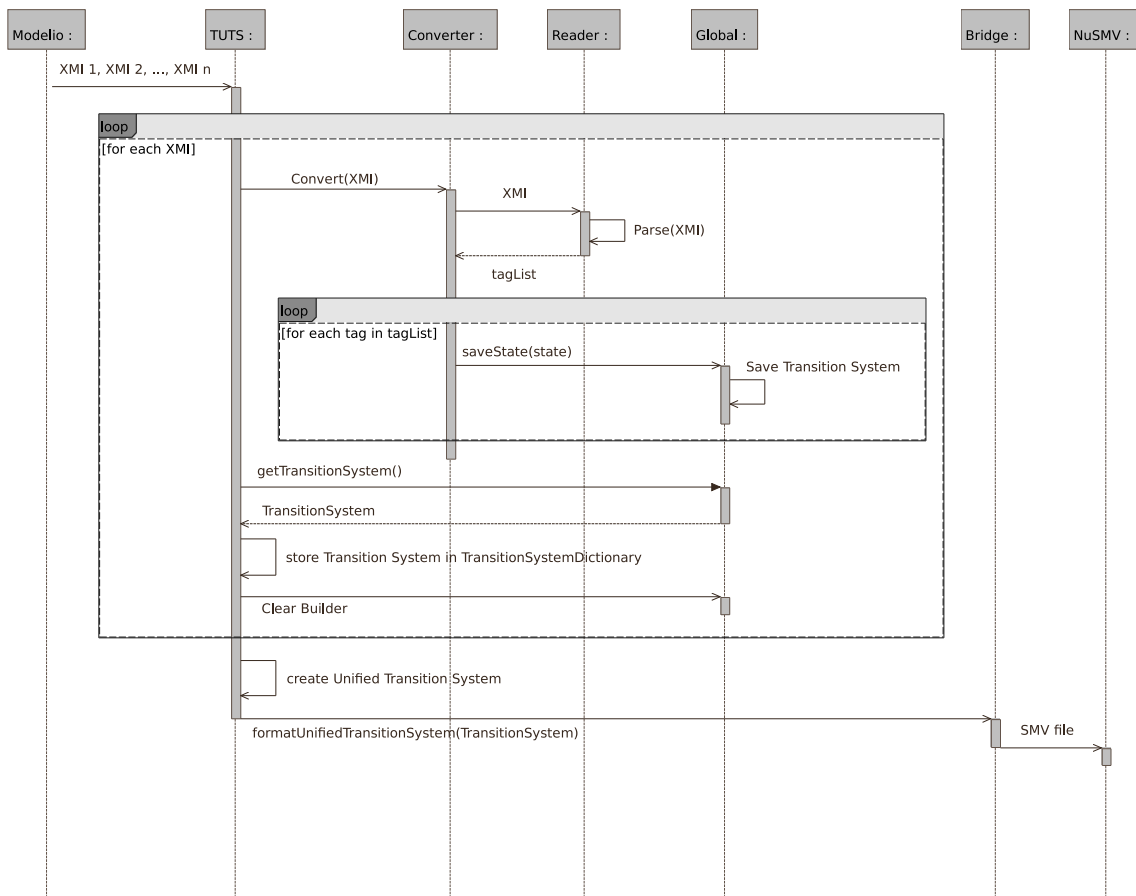 Modelio :
TUTS :
Converter :
Reader :
Global :
Bridge :
NuSMV :
XMI 1, XMI 2, ..., XMI n
loop
[for each XMI]
Convert(XMI)
XMI
Parse(XMI)
tagList
loop
[for each tag in tagList]
saveState(state)
Save Transition System
getTransitionSystem()
TransitionSystem
store Transition System in TransitionSystemDictionary
Clear Builder
create Unified Transition System
formatUnifiedTransitionSystem(TransitionSystem)
SMV file